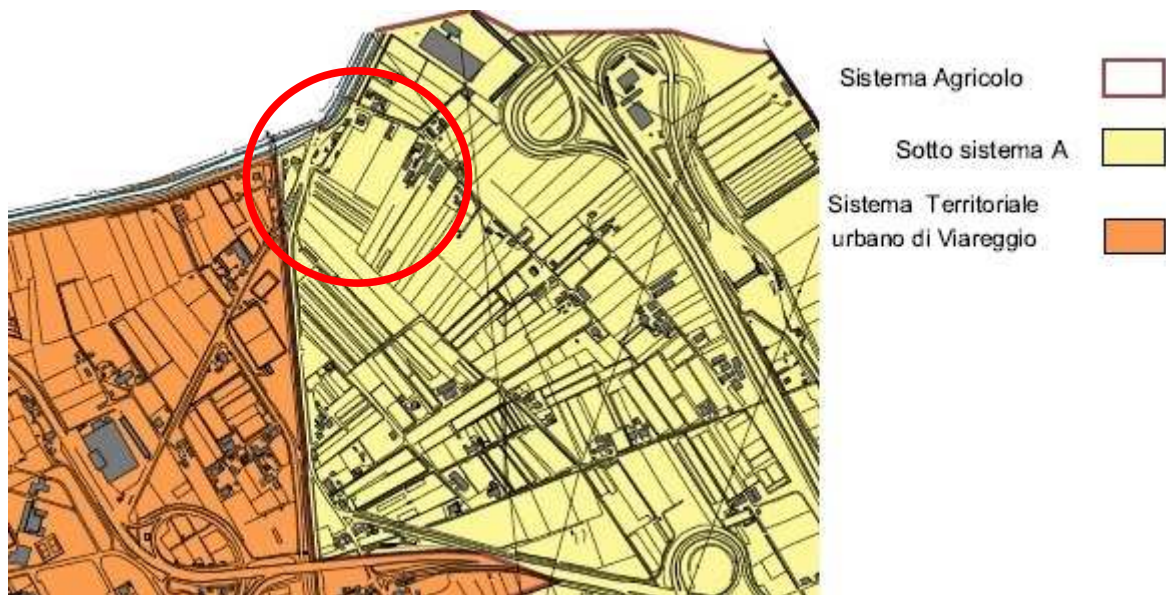 Sistema Agricolo
Sotto sistema A
Sistema Territoriale
urbano di Viareggio